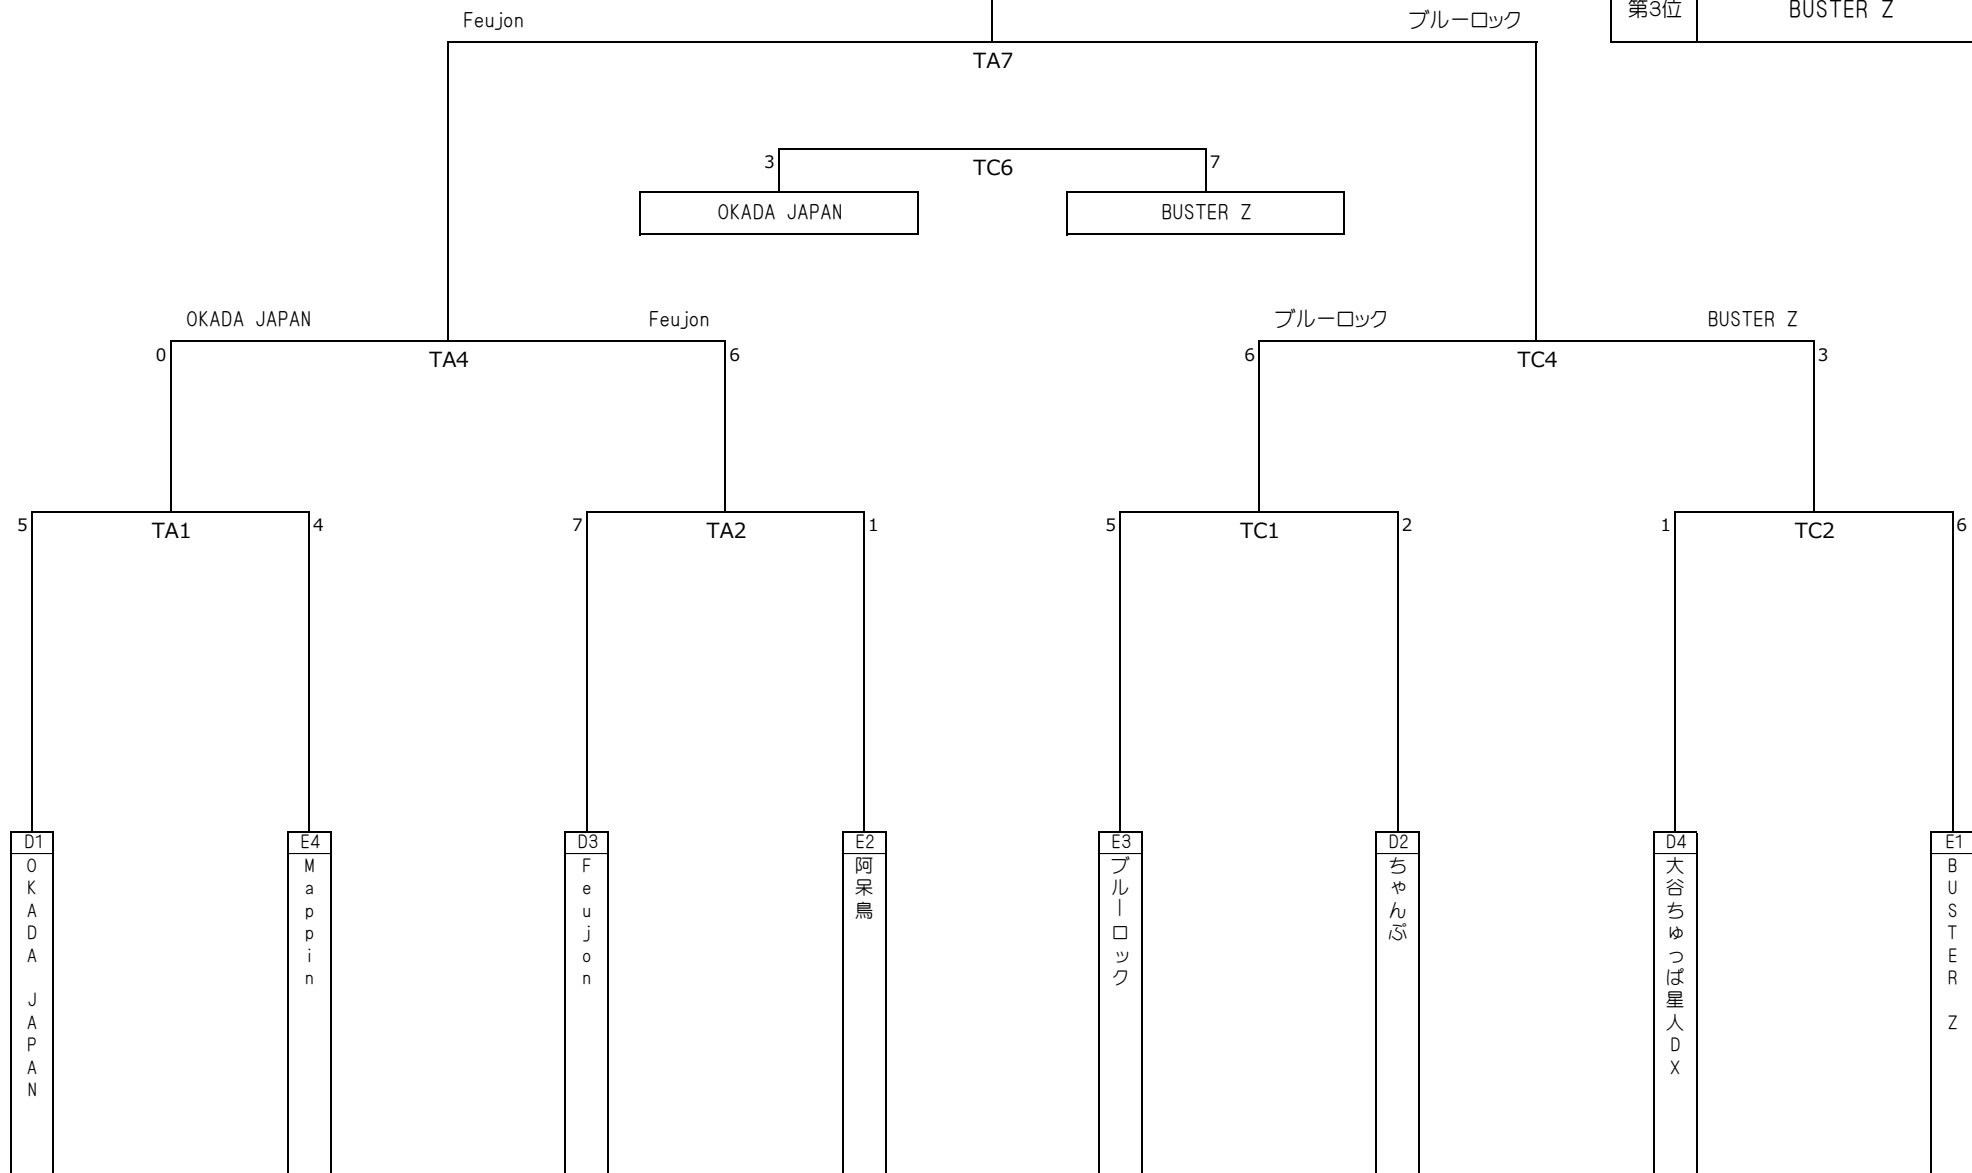 Feujon
ブルーロック
第3位 BUSTER Z
TA7
3 TC6 7
OKADA JAPAN BUSTER Z
OKADA JAPAN Feujon ブルーロック BUSTER Z
0 TA4 6 6 TC4 3
5 TA1 4 7 TA2 1 5 TC1 2 1 TC2 6
D1 E4 D3 E2 E3 D2 D4 E1
OKADA JAPAN
Mappin
Feujon
阿呆鳥
ブルーロック
ちゃんぷ
大谷ちゅっぱ星人DX
BUSTER Z